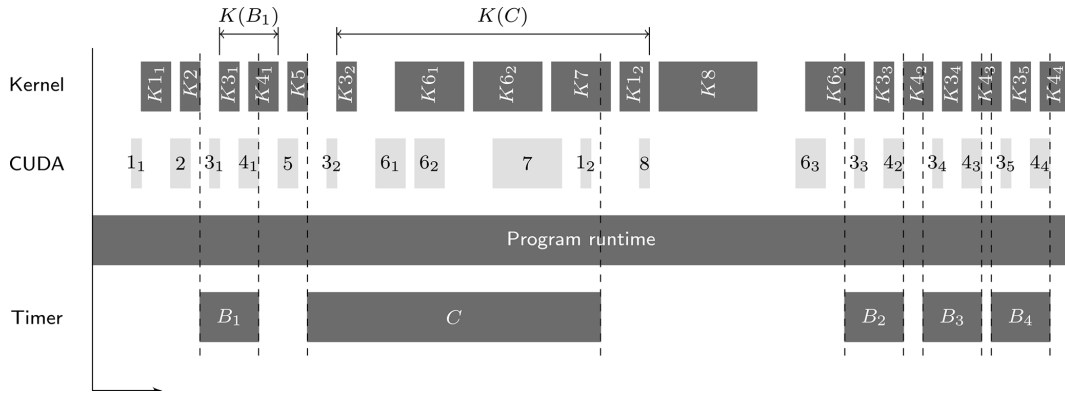 K(B₁) K(C)
Kernel K1₁ K2 K3₁ K4₁ K5 K3₂ K6₁ K6₂ K7 K1₂ K8 K6₃ K3₃ K4₂ K3₄ K4₃ K3₅ K4₄
CUDA 1₁ 2 3₁ 4₁ 5 3₂ 6₁ 6₂ 7 1₂ 8 6₃ 3₃ 4₂ 3₄ 4₃ 3₅ 4₄
Program runtime
Timer B₁ C B₂ B₃ B₄